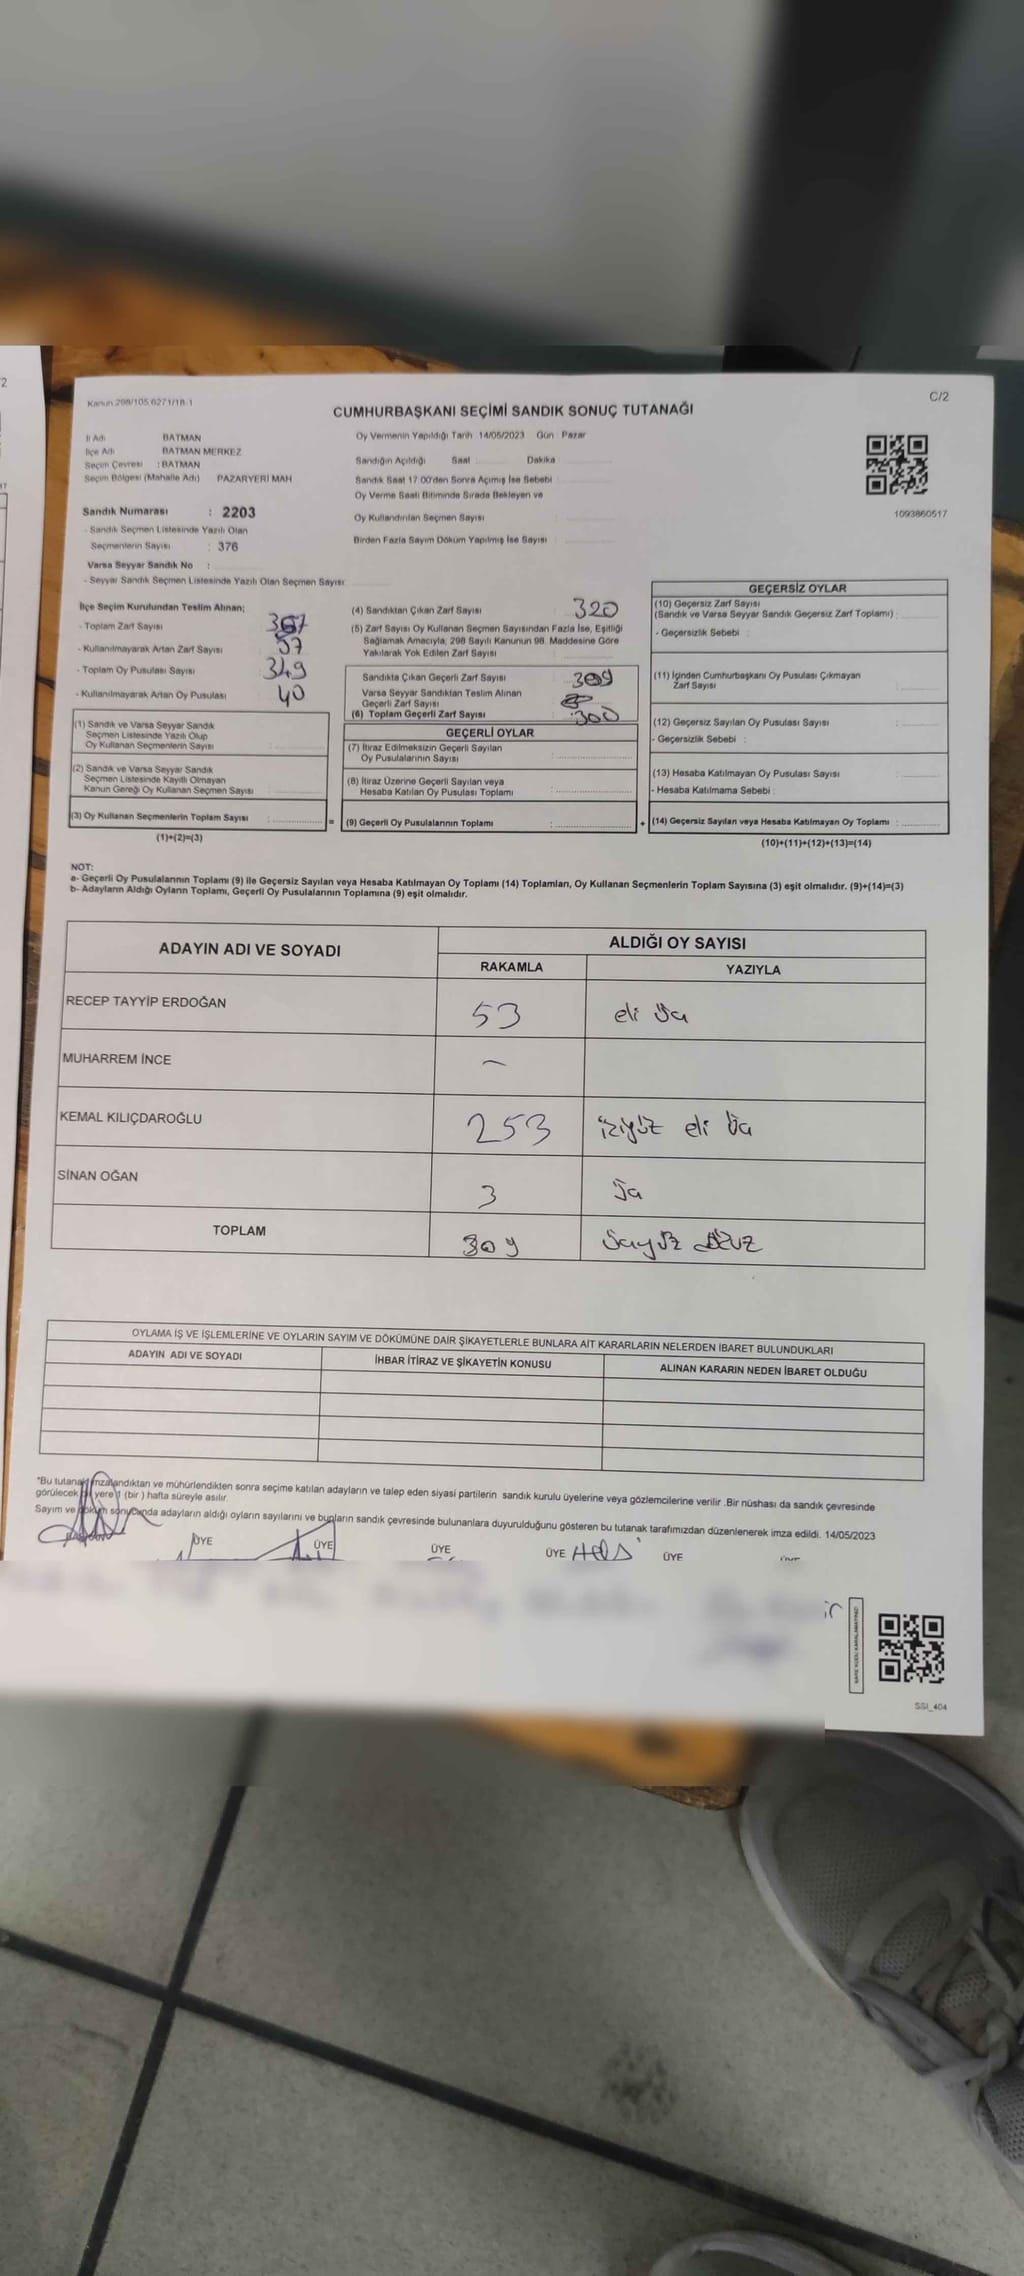 Kanun 298/105,6271/18-1
C/2
CUMHURBAŞKANI SEÇİMİ SANDIK SONUÇ TUTANAĞI
İl Adı BATMAN
İlçe Adı BATMAN MERKEZ
Seçim Çevresi : BATMAN
Seçim Bölgesi (Mahalle Adı) PAZARYERİ MAH
Sandık Numarası : 2203
- Sandık Seçmen Listesinde Yazılı Olan
Seçmenlerin Sayısı : 376
Varsa Seyyar Sandık No :
- Seyyar Sandık Seçmen Listesinde Yazılı Olan Seçmen Sayısı
Oy Vermenin Yapıldığı Tarih 14/05/2023 Gün : Pazar
Sandığın Açıldığı Saat Dakika
Sandık Saat 17:00'den Sonra Açımış İse Sebebi
Oy Verme Saati Bitiminde Sırada Bekleyen ve
Oy Kullandırılan Seçmen Sayısı :
Birden Fazla Sayım Döküm Yapılmış İse Sayısı
1093860517
İlçe Seçim Kurulundan Teslim Alınan;
- Toplam Zarf Sayısı 367
- Kullanılmayarak Artan Zarf Sayısı 57
- Toplam Oy Pusulası Sayısı 349
- Kullanılmayarak Artan Oy Pusulası 40
(1) Sandık ve Varsa Seyyar Sandık
Seçmen Listesinde Yazılı Olup
Oy Kullanan Seçmenlerin Sayısı :
(2) Sandık ve Varsa Seyyar Sandık
Seçmen Listesinde Kayıtlı Olmayan
Kanun Gereği Oy Kullanan Seçmen Sayısı :
(3) Oy Kullanan Seçmenlerin Toplam Sayısı :
(1)+(2)=(3)
(4) Sandıktan Çıkan Zarf Sayısı : 320
(5) Zarf Sayısı Oy Kullanan Seçmen Sayısından Fazla İse, Eşitliği
Sağlamak Amacıyla, 298 Sayılı Kanunun 98. Maddesine Göre
Yakılarak Yok Edilen Zarf Sayısı
Sandıkta Çıkan Geçerli Zarf Sayısı : 309
Varsa Seyyar Sandıktan Teslim Alınan
Geçerli Zarf Sayısı
(6) Toplam Geçerli Zarf Sayısı : 300
GEÇERLİ OYLAR
(7) İtiraz Edilmeksizin Geçerli Sayılan
Oy Pusulalarının Sayısı :
(8) İtiraz Üzerine Geçerli Sayılan veya
Hesaba Katılan Oy Pusulası Toplamı :
= (9) Geçerli Oy Pusulalarının Toplamı :
GEÇERSİZ OYLAR
(10) Geçersiz Zarf Sayısı
(Sandık ve Varsa Seyyar Sandık Geçersiz Zarf Toplamı) :
- Geçersizlik Sebebi :
(11) İçinden Cumhurbaşkanı Oy Pusulası Çıkmayan
Zarf Sayısı :
(12) Geçersiz Sayılan Oy Pusulası Sayısı :
- Geçersizlik Sebebi :
(13) Hesaba Katılmayan Oy Pusulası Sayısı :
- Hesaba Katılmama Sebebi :
+ (14) Geçersiz Sayılan veya Hesaba Katılmayan Oy Toplamı :
(10)+(11)+(12)+(13)=(14)
NOT:
a- Geçerli Oy Pusulalarının Toplamı (9) ile Geçersiz Sayılan veya Hesaba Katılmayan Oy Toplamı (14) Toplamları, Oy Kullanan Seçmenlerin Toplam Sayısına (3) eşit olmalıdır. (9)+(14)=(3)
b- Adayların Aldığı Oyların Toplamı, Geçerli Oy Pusulalarının Toplamına (9) eşit olmalıdır.
ADAYIN ADI VE SOYADI ALDIĞI OY SAYISI
RAKAMLA YAZIYLA
RECEP TAYYİP ERDOĞAN 53 eli
MUHARREM İNCE –
KEMAL KILIÇDAROĞLU 253 eli
SİNAN OĞAN 3
TOPLAM 309
OYLAMA İŞ VE İŞLEMLERİNE VE OYLARIN SAYIM VE DÖKÜMÜNE DAİR ŞİKAYETLERLE BUNLARA AİT KARARLARIN NELERDEN İBARET BULUNDUKLARI
ADAYIN ADI VE SOYADI İHBAR İTİRAZ VE ŞİKAYETİN KONUSU ALINAN KARARIN NEDEN İBARET OLDUĞU
*Bu tutanak imzalandıktan ve mühürlendikten sonra seçime katılan adayların ve talep eden siyasi partilerin sandık kurulu üyelerine veya gözlemcilerine verilir .Bir nüshası da sandık çevresinde
görülecek bir yere 1 (bir ) hafta süreyle asılır.
Sayım ve döküm sonucunda adayların aldığı oyların sayılarını ve bunların sandık çevresinde bulunanlara duyurulduğunu gösteren bu tutanak tarafımızdan düzenlenerek imza edildi. 14/05/2023
ÜYE ÜYE ÜYE ÜYE ÜYE
SSI_404